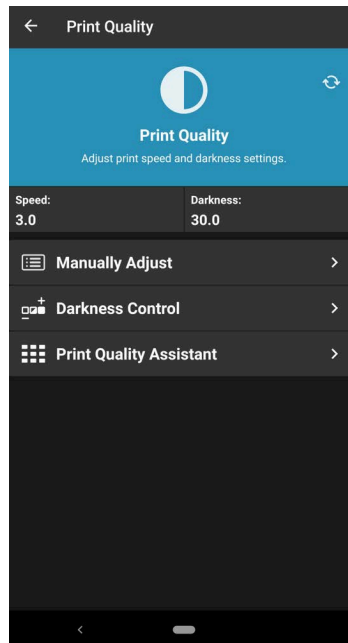 Print Quality
Print Quality
Adjust print speed and darkness settings.
Speed:
3.0
Darkness:
30.0
Manually Adjust
Darkness Control
Print Quality Assistant